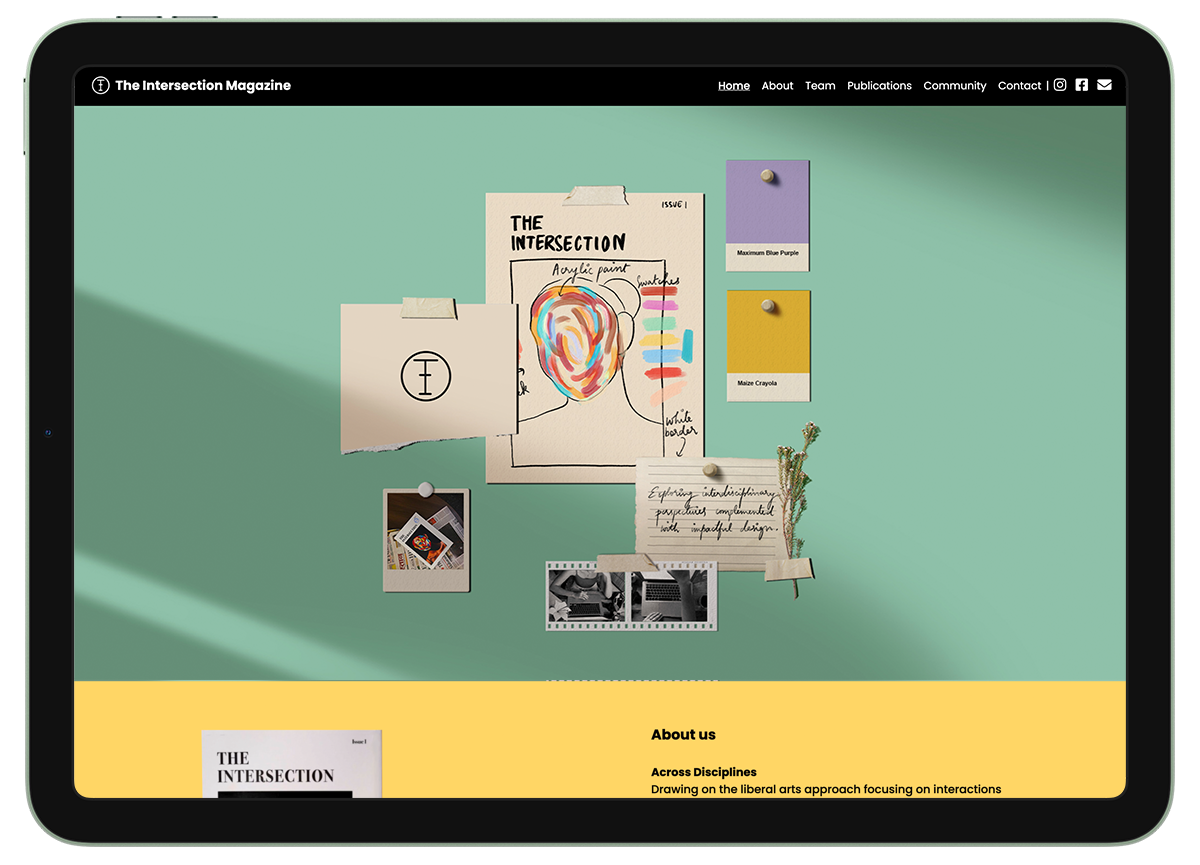 The Intersection Magazine
Home About Team Publications Community Contact |
ISSUE 1
THE
INTERSECTION
Acrylic paint
Swatches
White
border
Maximum Blue Purple
Maize Crayola
Exploring interdisciplinary
perspectives complemented
with impactful design.
Issue 1
THE
INTERSECTION
About us
Across Disciplines
Drawing on the liberal arts approach focusing on interactions